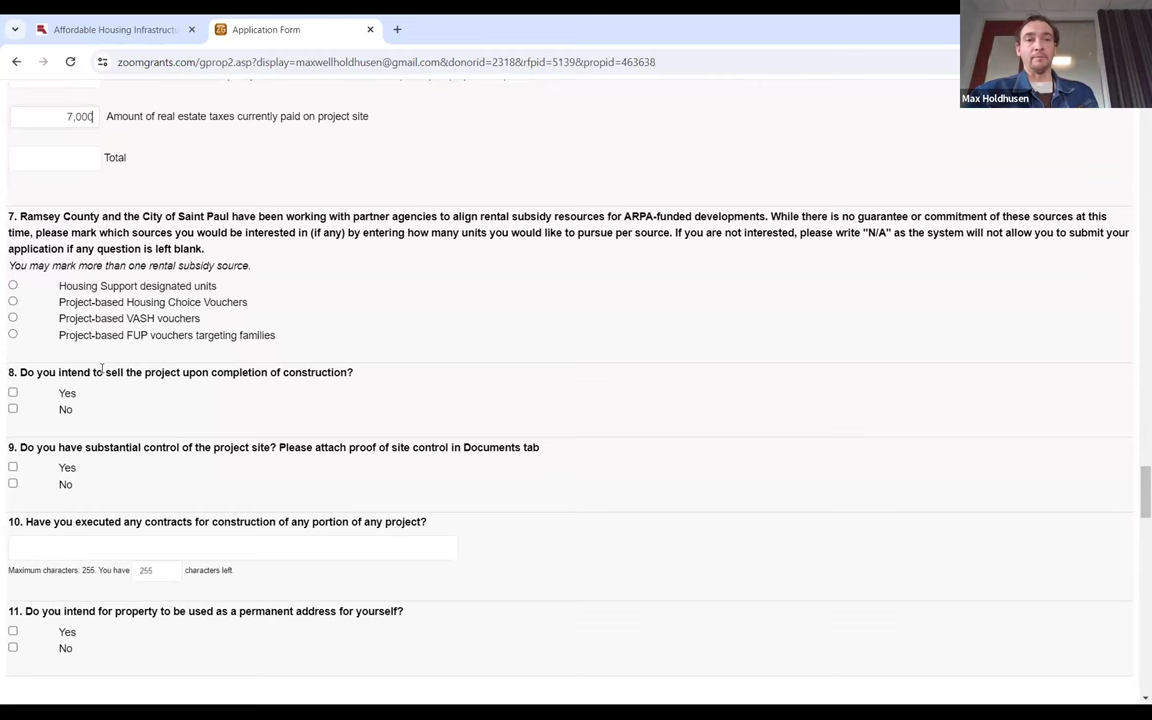 Affordable Housing Infrastructu
Application Form
zoomgrants.com/gprop2.asp?display=maxwellholdhusen@gmail.com&donorid=2318&rfpid=5139&propid=463638
Max Holdhusen
7,000 Amount of real estate taxes currently paid on project site
Total
7. Ramsey County and the City of Saint Paul have been working with partner agencies to align rental subsidy resources for ARPA-funded developments. While there is no guarantee or commitment of these sources at this
time, please mark which sources you would be interested in (if any) by entering how many units you would like to pursue per source. If you are not interested, please write "N/A" as the system will not allow you to submit your
application if any question is left blank.
You may mark more than one rental subsidy source.
Housing Support designated units
Project-based Housing Choice Vouchers
Project-based VASH vouchers
Project-based FUP vouchers targeting families
8. Do you intend to sell the project upon completion of construction?
Yes
No
9. Do you have substantial control of the project site? Please attach proof of site control in Documents tab
Yes
No
10. Have you executed any contracts for construction of any portion of any project?
Maximum characters: 255. You have 255 characters left.
11. Do you intend for property to be used as a permanent address for yourself?
Yes
No